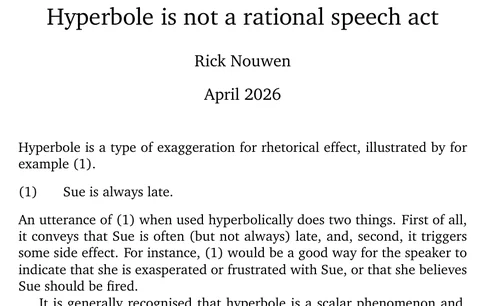 Hyperbole is not a rational speech act
Rick Nouwen
April 2026
Hyperbole is a type of exaggeration for rhetorical effect, illustrated by for
example (1).
(1) Sue is always late.
An utterance of (1) when used hyperbolically does two things. First of all,
it conveys that Sue is often (but not always) late, and, second, it triggers
some side effect. For instance, (1) would be a good way for the speaker to
indicate that she is exasperated or frustrated with Sue, or that she believes
Sue should be fired.
It is generally recognised that hyperbole is a scalar phenomenon and